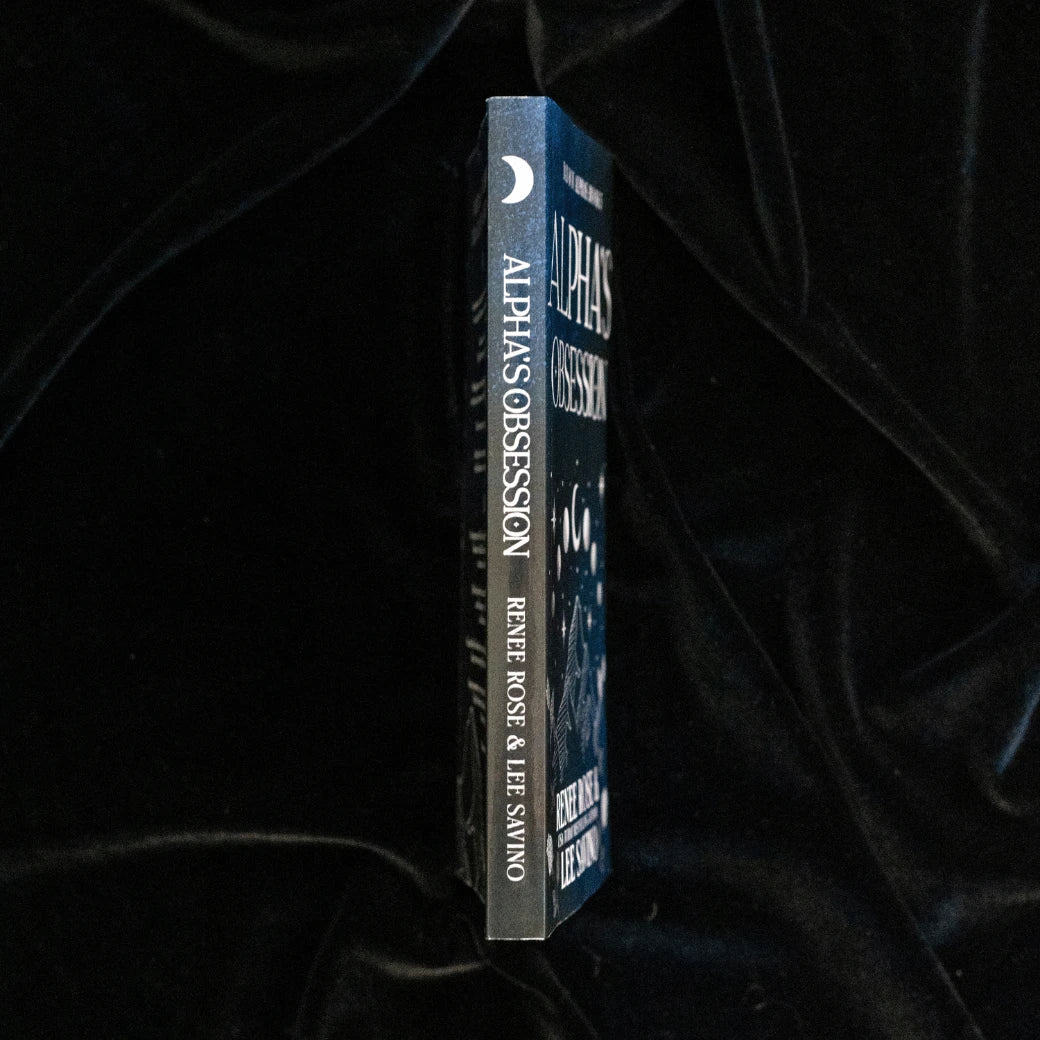 ALPHA'S OBSESSION
RENEE ROSE & LEE SAVINO
ALPHA'S
OBSESSION
RENEE ROSE &
LEE SAVINO